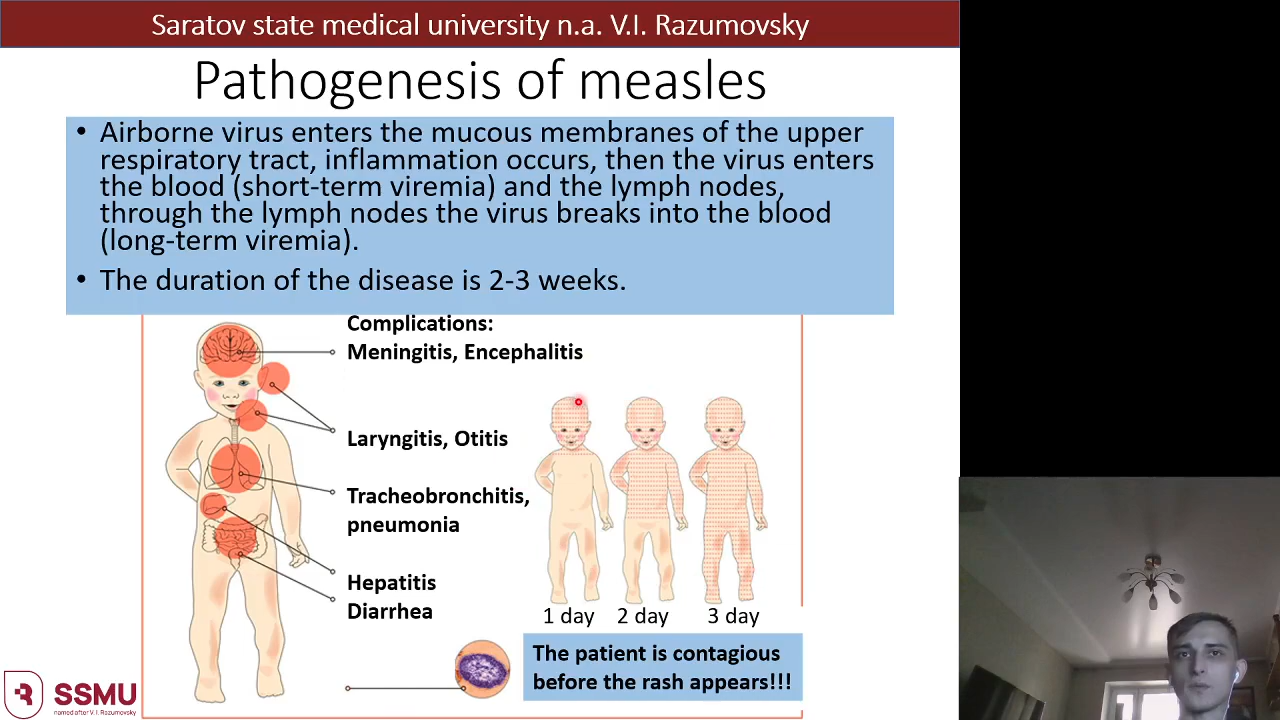 Saratov state medical university n.a. V.I. Razumovsky
Pathogenesis of measles
• Airborne virus enters the mucous membranes of the upper
respiratory tract, inflammation occurs, then the virus enters
the blood (short-term viremia) and the lymph nodes,
through the lymph nodes the virus breaks into the blood
(long-term viremia).
• The duration of the disease is 2-3 weeks.
Complications:
Meningitis, Encephalitis
Laryngitis, Otitis
Tracheobronchitis,
pneumonia
Hepatitis
Diarrhea
1 day 2 day 3 day
The patient is contagious
before the rash appears!!!
SSMU
named after V. I. Razumovsky